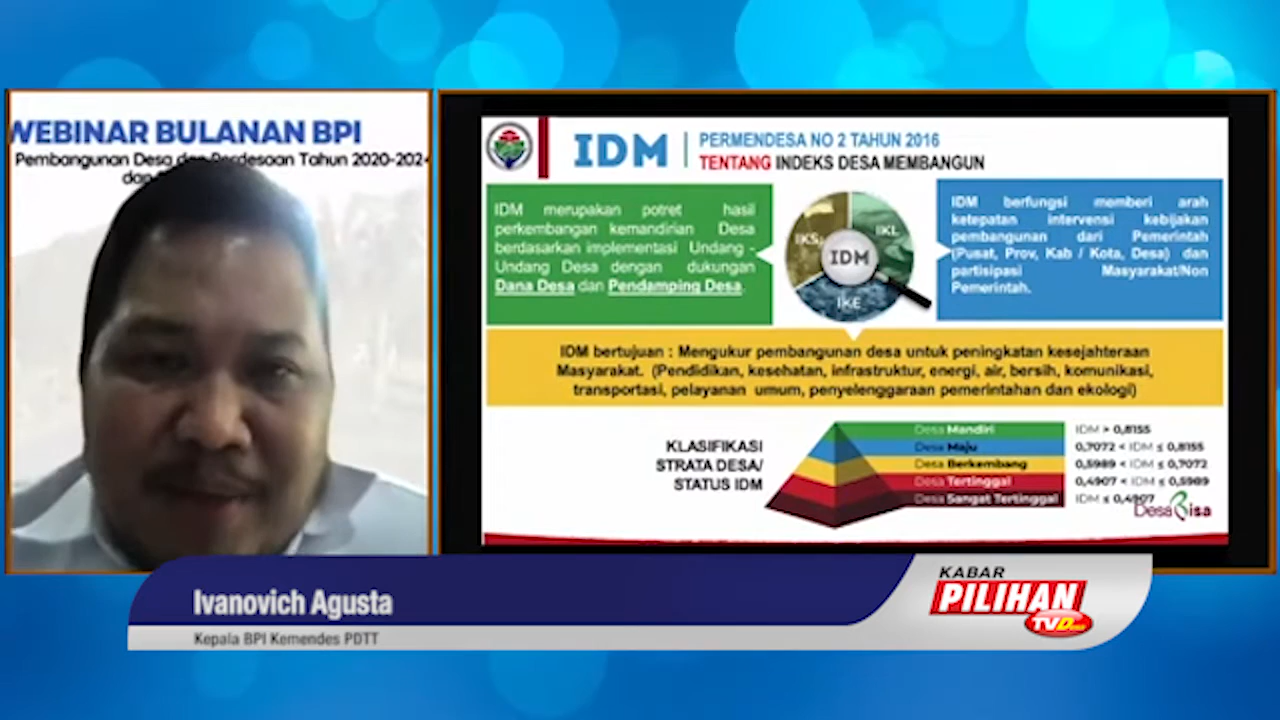 WEBINAR BULANAN BPI
Pembangunan Desa dan Perdesaan Tahun 2020-2024
IDM
PERMENDESA NO 2 TAHUN 2016
TENTANG INDEKS DESA MEMBANGUN
IDM merupakan potret hasil
perkembangan kemandirian Desa
berdasarkan implementasi Undang -
Undang Desa dengan dukungan
Dana Desa dan Pendamping Desa.
IKS
IKL
IDM
IKE
IDM berfungsi memberi arah
ketepatan intervensi kebijakan
pembangunan dari Pemerintah
(Pusat, Prov, Kab / Kota, Desa) dan
partisipasi Masyarakat/Non
Pemerintah.
IDM bertujuan : Mengukur pembangunan desa untuk peningkatan kesejahteraan
Masyarakat. (Pendidikan, kesehatan, infrastruktur, energi, air, bersih, komunikasi,
transportasi, pelayanan umum, penyelenggaraan pemerintahan dan ekologi)
KLASIFIKASI
STRATA DESA/
STATUS IDM
Desa Mandiri IDM > 0,8155
Desa Maju 0,7072 < IDM ≤ 0,8155
Desa Berkembang 0,5989 < IDM ≤ 0,7072
Desa Tertinggal 0,4907 < IDM ≤ 0,5989
Desa Sangat Tertinggal IDM ≤ 0,4907
Desa Bisa
Ivanovich Agusta
Kepala BPI Kemendes PDTT
KABAR
PILIHAN
TVDesa